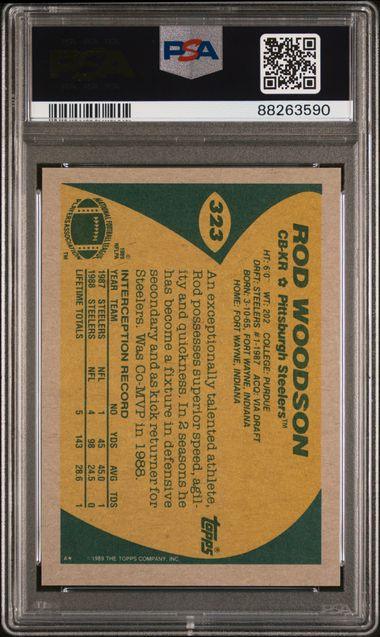 PSA
PSA
88263590
323
ROD WOODSON
CB-KR ✪ Pittsburgh Steelers™
HT: 6'0" WT: 202 COLLEGE: PURDUE
DRFT: STEELERS #1-1987 ACQ: VIA DRAFT
BORN: 3-10-65, FORT WAYNE, INDIANA
HOME: FORT WAYNE, INDIANA
An exceptionally talented athlete,
Rod possesses superior speed, agil-
ity and quickness. In 2 seasons he
has become a fixture in defensive
secondary and as kick returner for
Steelers. Was Co-MVP in 1988.
INTERCEPTION RECORD
YEAR TEAM NO YDS AVG TDS
1987 STEELERS NFL 1 45 45.0 1
1988 STEELERS NFL 4 98 24.5 0
LIFETIME TOTALS 5 143 28.6 1
topps
©1989
NFLPA
™
A* ©1989 THE TOPPS COMPANY, INC.